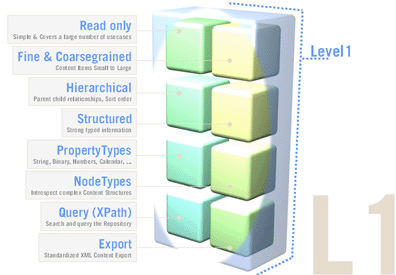 Read only
Simple & Covers a large number of usecases
Level1
Fine & Coarsegrained
Content Items Small to Large
Hierarchical
Parent child relationships, Sort order
Structured
Strong typed information
PropertyTypes
String, Binary, Numbers, Calendar, ...
NodeTypes
Introspect complex Content Structures
Query (XPath)
Search and query the Repository
Export
Standardized XML Content Export
L1